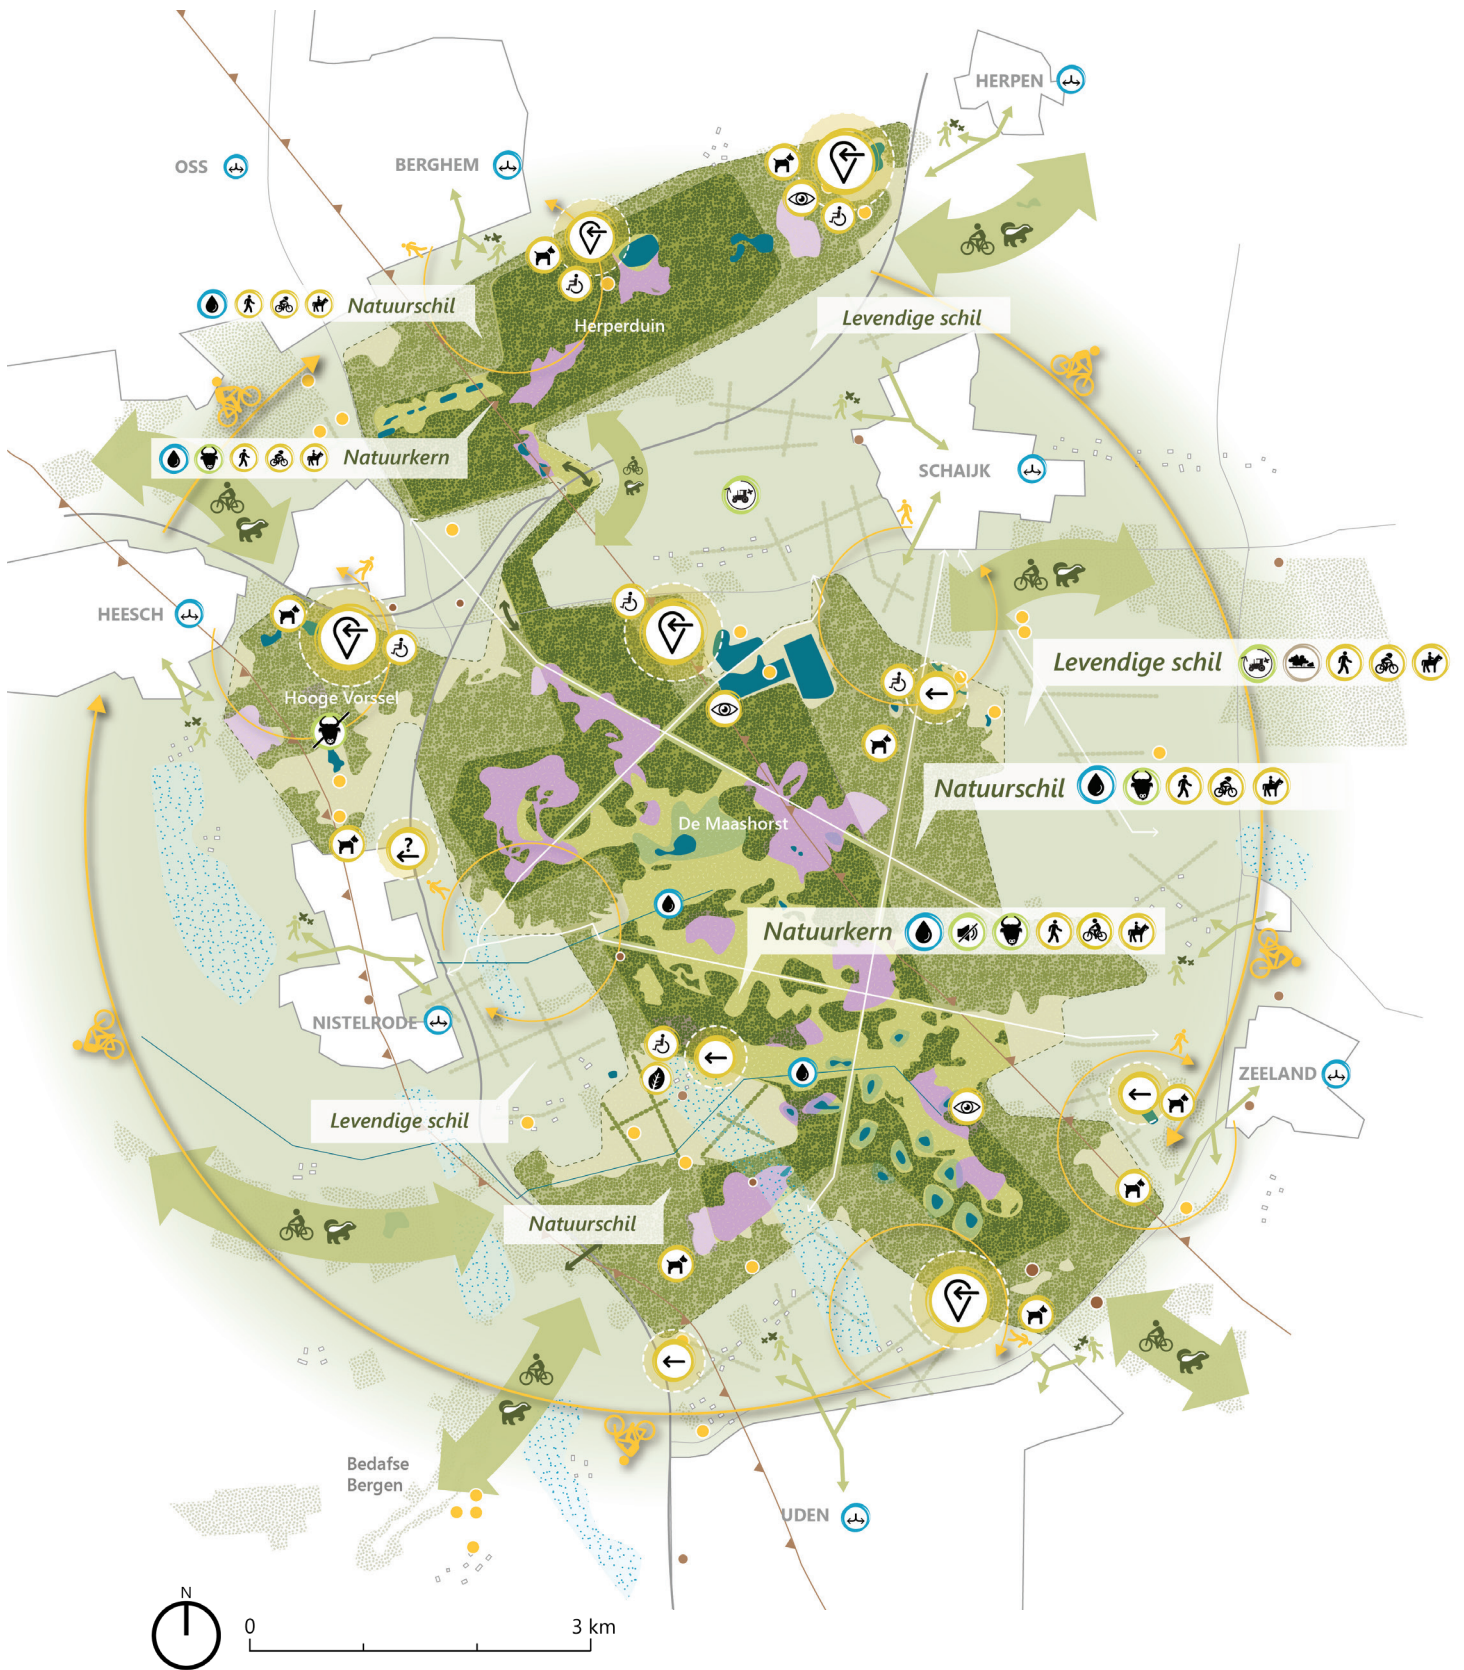 HERPEN
OSS
BERGHEM
Natuurschil
Herperduin
Levendige schil
Natuurkern
SCHAIJK
HEESCH
Levendige schil
Hooge Vorssel
Natuurschil
De Maashorst
?
Natuurkern
NISTELRODE
ZEELAND
Levendige schil
Natuurschil
Bedafse
Bergen
UDEN
N
0 3 km